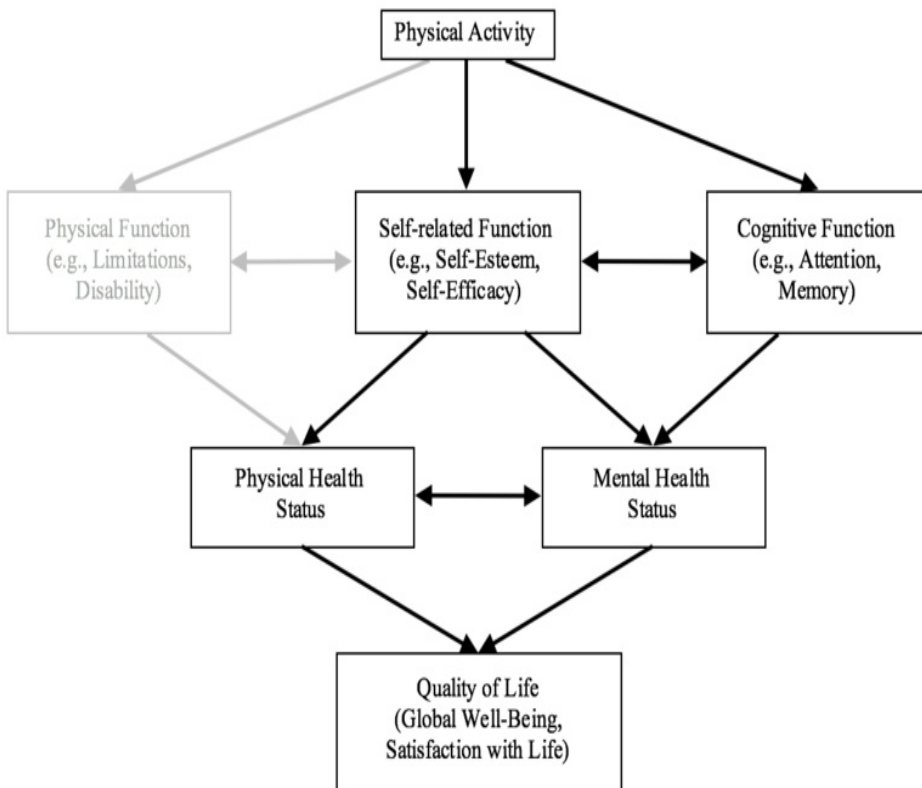 Physical Activity
Physical Function
(e.g., Limitations,
Disability)
Self-related Function
(e.g., Self-Esteem,
Self-Efficacy)
Cognitive Function
(e.g., Attention,
Memory)
Physical Health
Status
Mental Health
Status
Quality of Life
(Global Well-Being,
Satisfaction with Life)